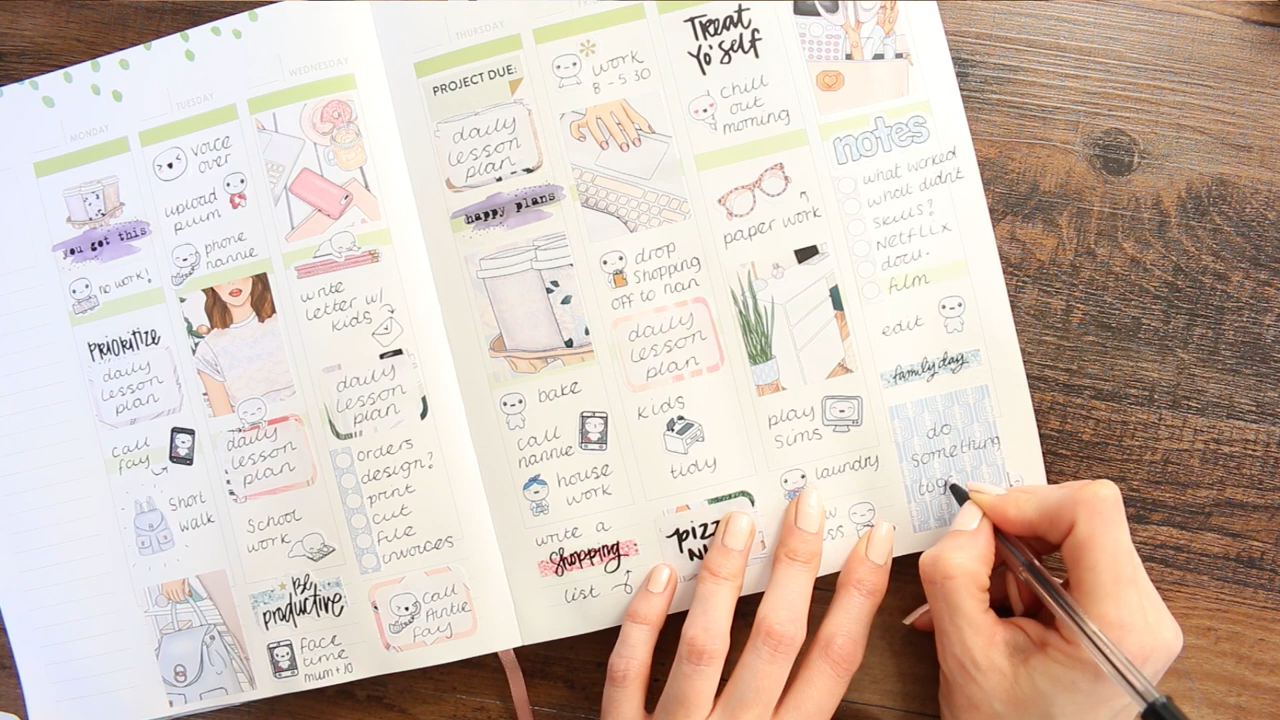 MONDAY
you got this
no work!
PRIORITIZE
daily
lesson
plan
call
fay
short
walk
TUESDAY
voice
over
upload
phone
nannie
daily
lesson
plan
School
work
Be
productive
face
time
mum + Jo
WEDNESDAY
write
letter w/
kids
daily
lesson
plan
orders
design?
print
cut
file
invoices
call
Auntie
Fay
THURSDAY
PROJECT DUE:
daily
lesson
plan
happy plans
bake
call
nannie
house
work
write a
Shopping
list
work
8 - 5.30
drop
shopping
off to nan
daily
lesson
plan
kids
tidy
Treat
Yo' Self
chill
out
morning
paper work
play
sims
laundry
notes
what worked
what didn't
skills?
Netflix
docu.
film
edit
family day
do
something